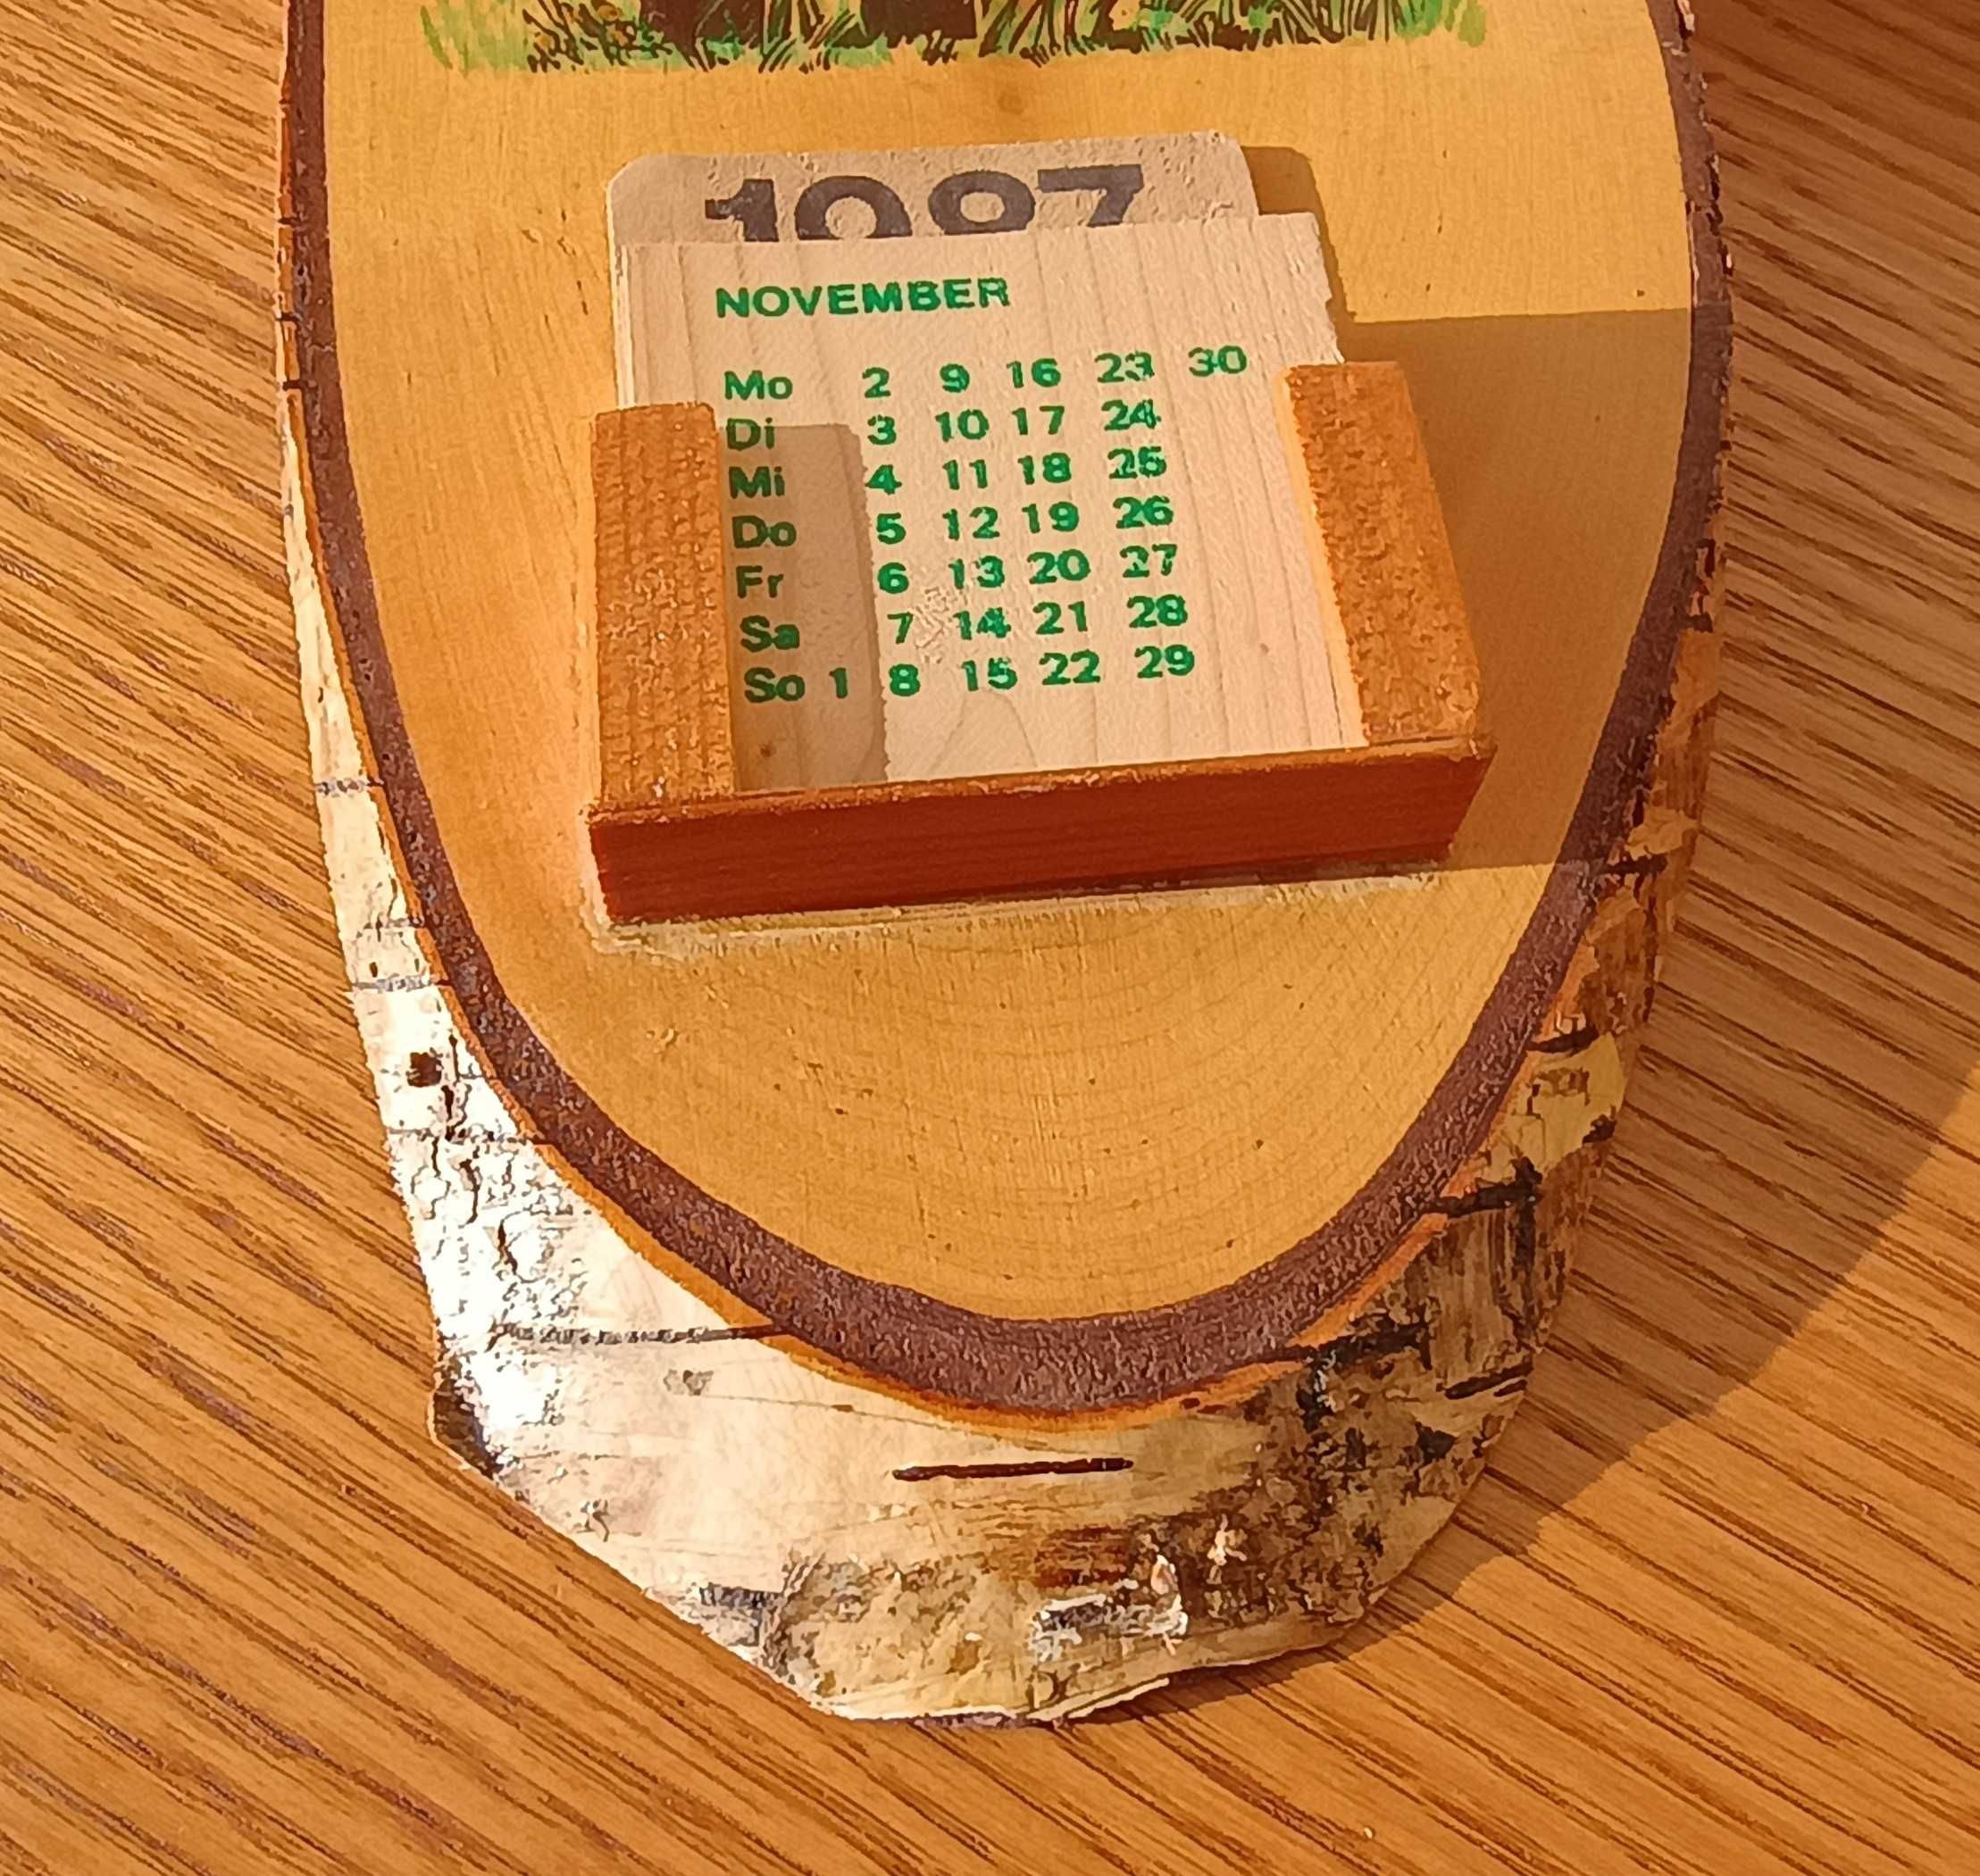 1987
NOVEMBER
Mo 2 9 16 23 30
Di 3 10 17 24
Mi 4 11 18 25
Do 5 12 19 26
Fr 6 13 20 27
Sa 7 14 21 28
So 1 8 15 22 29